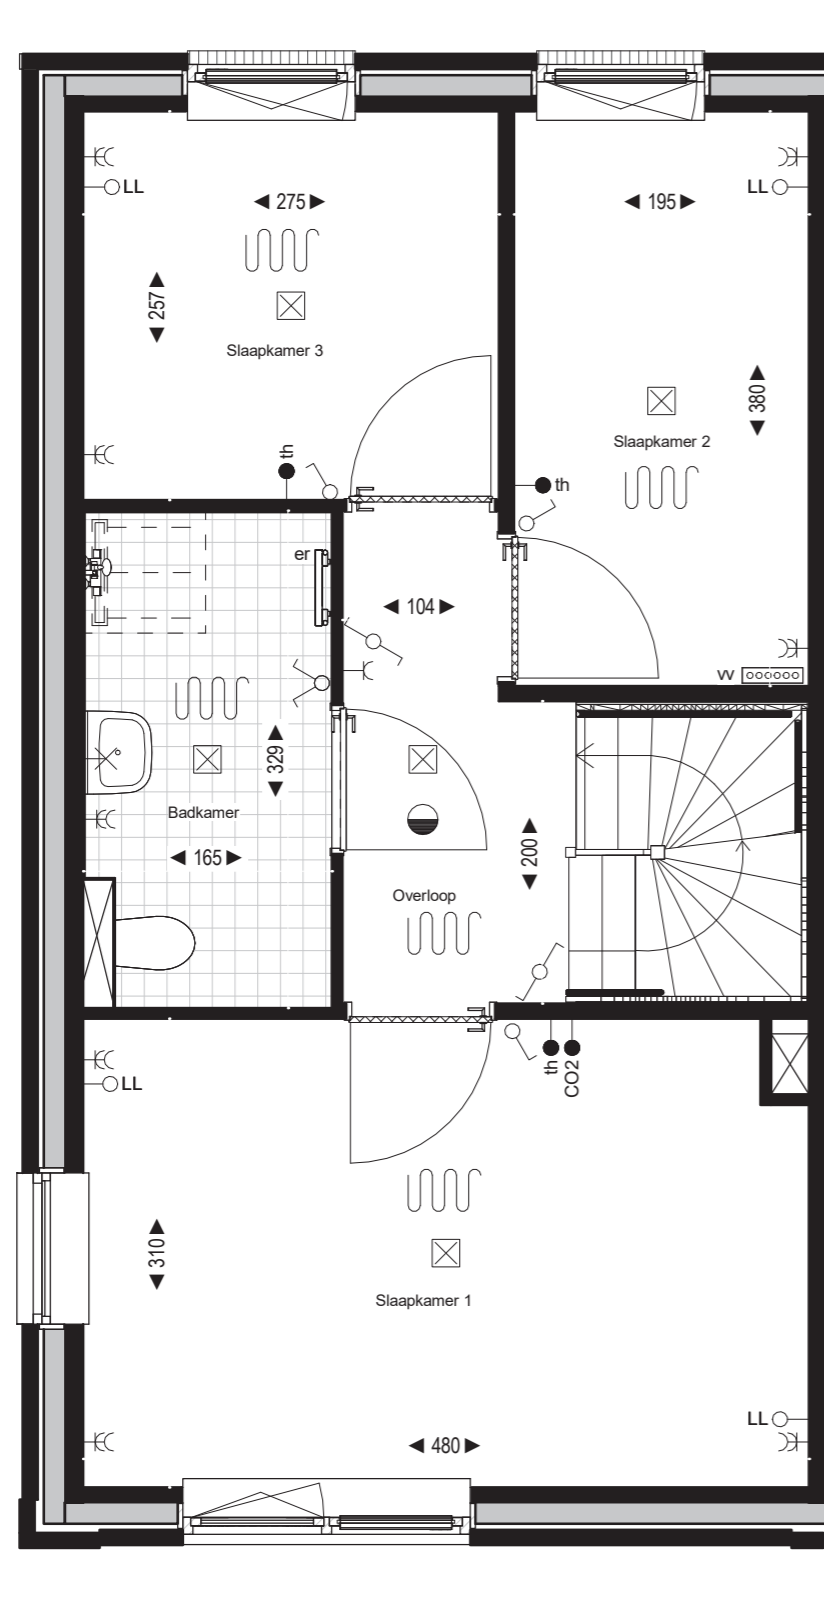 LL
LL
275
195
257
Slaapkamer 3
380
Slaapkamer 2
th
th
er
104
vv
329
Badkamer
165
200
Overloop
th
CO2
LL
310
Slaapkamer 1
LL
480